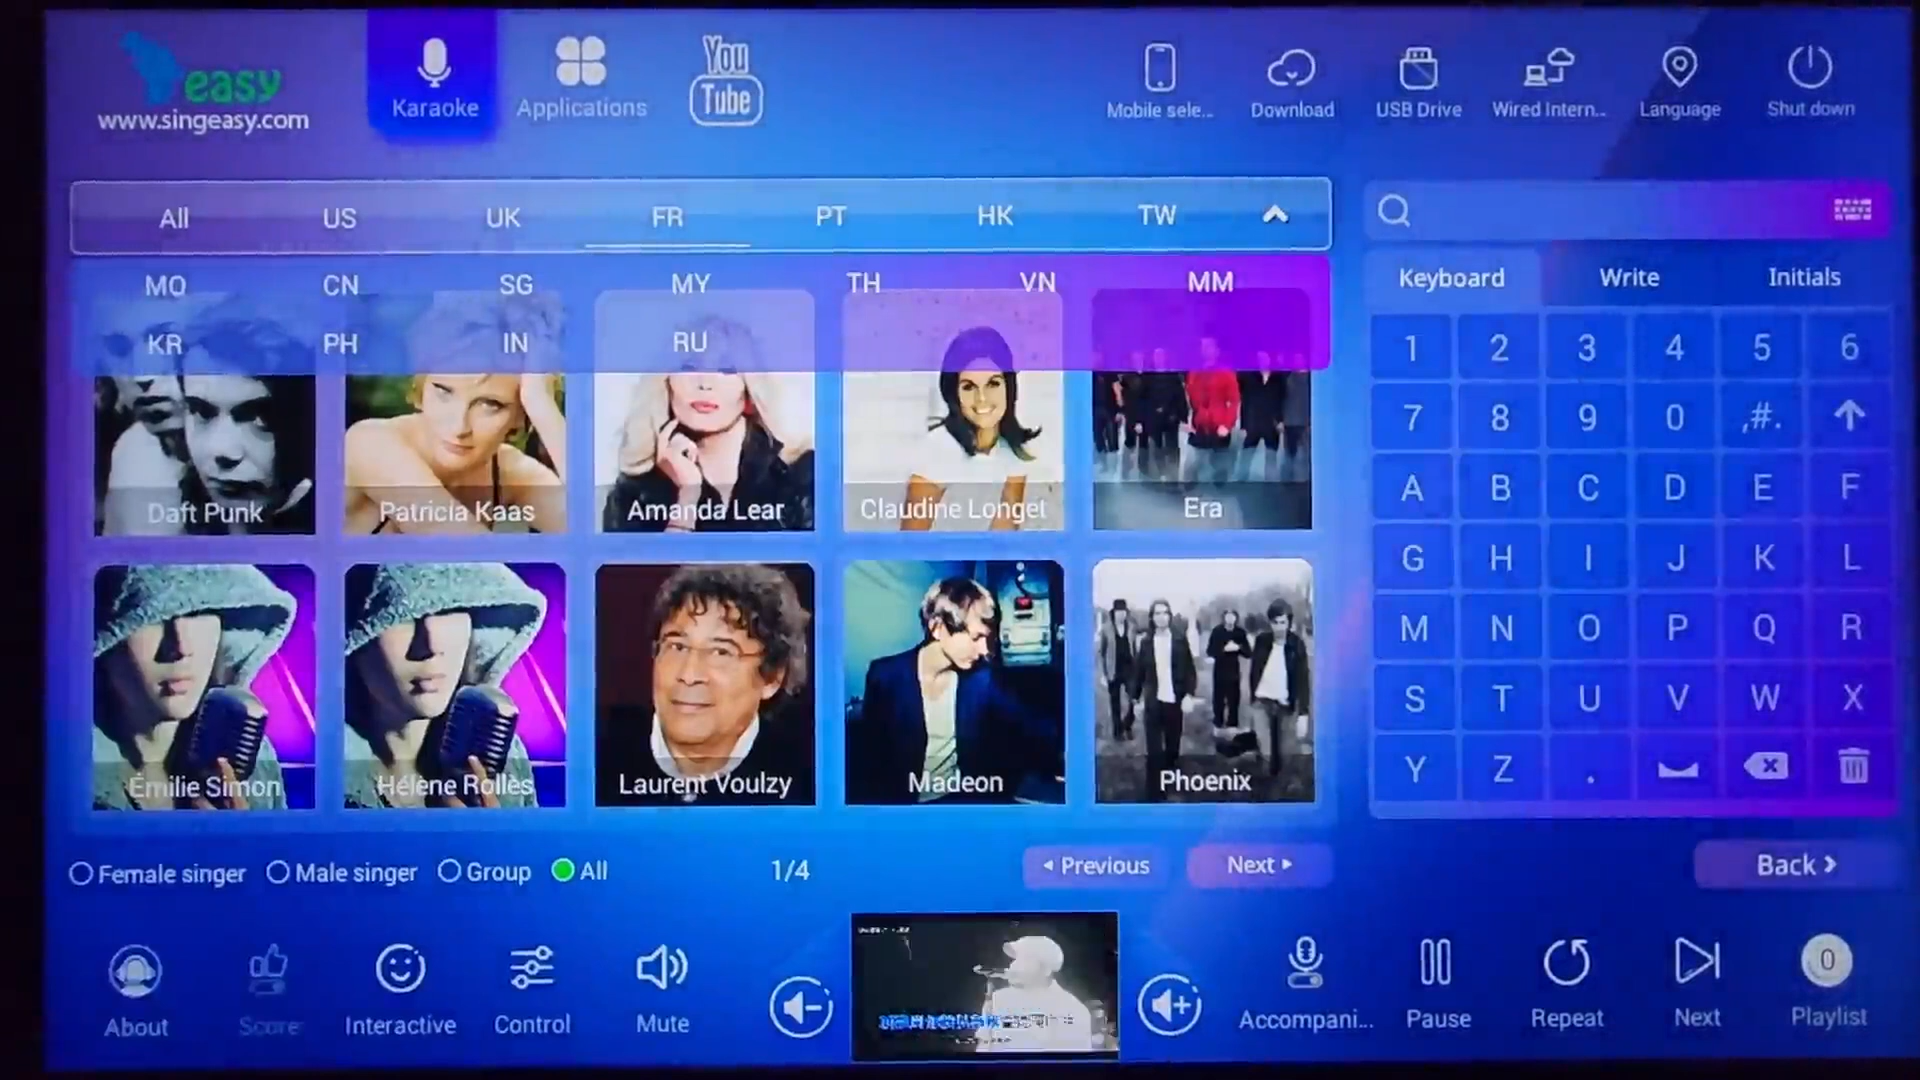 easy
www.singeasy.com
Karaoke
Applications
You
Tube
Mobile sele...
Download
USB Drive
Wired Intern...
Language
Shut down
All US UK FR PT HK TW
MO CN SG MY TH VN MM
KR PH IN RU
Keyboard Write Initials
1 2 3 4 5 6
7 8 9 0 ,#.
A B C D E F
G H I J K L
M N O P Q R
S T U V W X
Y Z .
Daft Punk
Patricia Kaas
Amanda Lear
Claudine Longet
Era
Émilie Simon
Hélène Rollès
Laurent Voulzy
Madeon
Phoenix
Female singer Male singer Group All
1/4
Previous
Next
Back
About
Score
Interactive
Control
Mute
Accompani...
Pause
Repeat
Next
0
Playlist